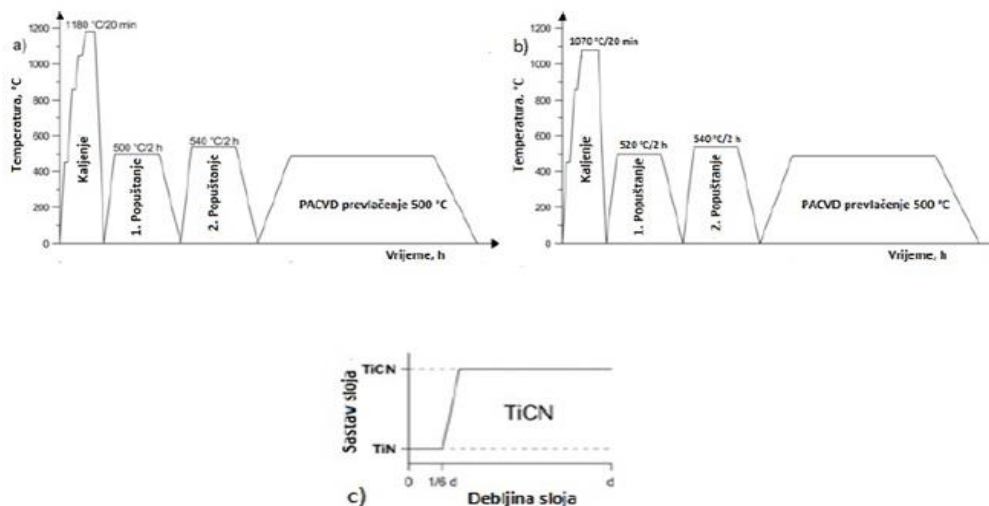 a)
Temperatura, °C
1200
1000
800
600
400
200
0
1180 °C/20 min
Kaljenje
500 °C/2 h
1. Popuštanje
540 °C/2 h
2. Popuštanje
PACVD prevlačenje 500 °C
Vrijeme, h
b)
Temperatura, °C
1200
1000
800
600
400
200
0
1070 °C/20 min
Kaljenje
520 °C/2 h
1. Popuštanje
540 °C/2 h
2. Popuštanje
PACVD prevlačenje 500 °C
Vrijeme, h
c)
Sastav sloja
TiCN
TiN
TiCN
0
1/6 d
d
Debljina sloja